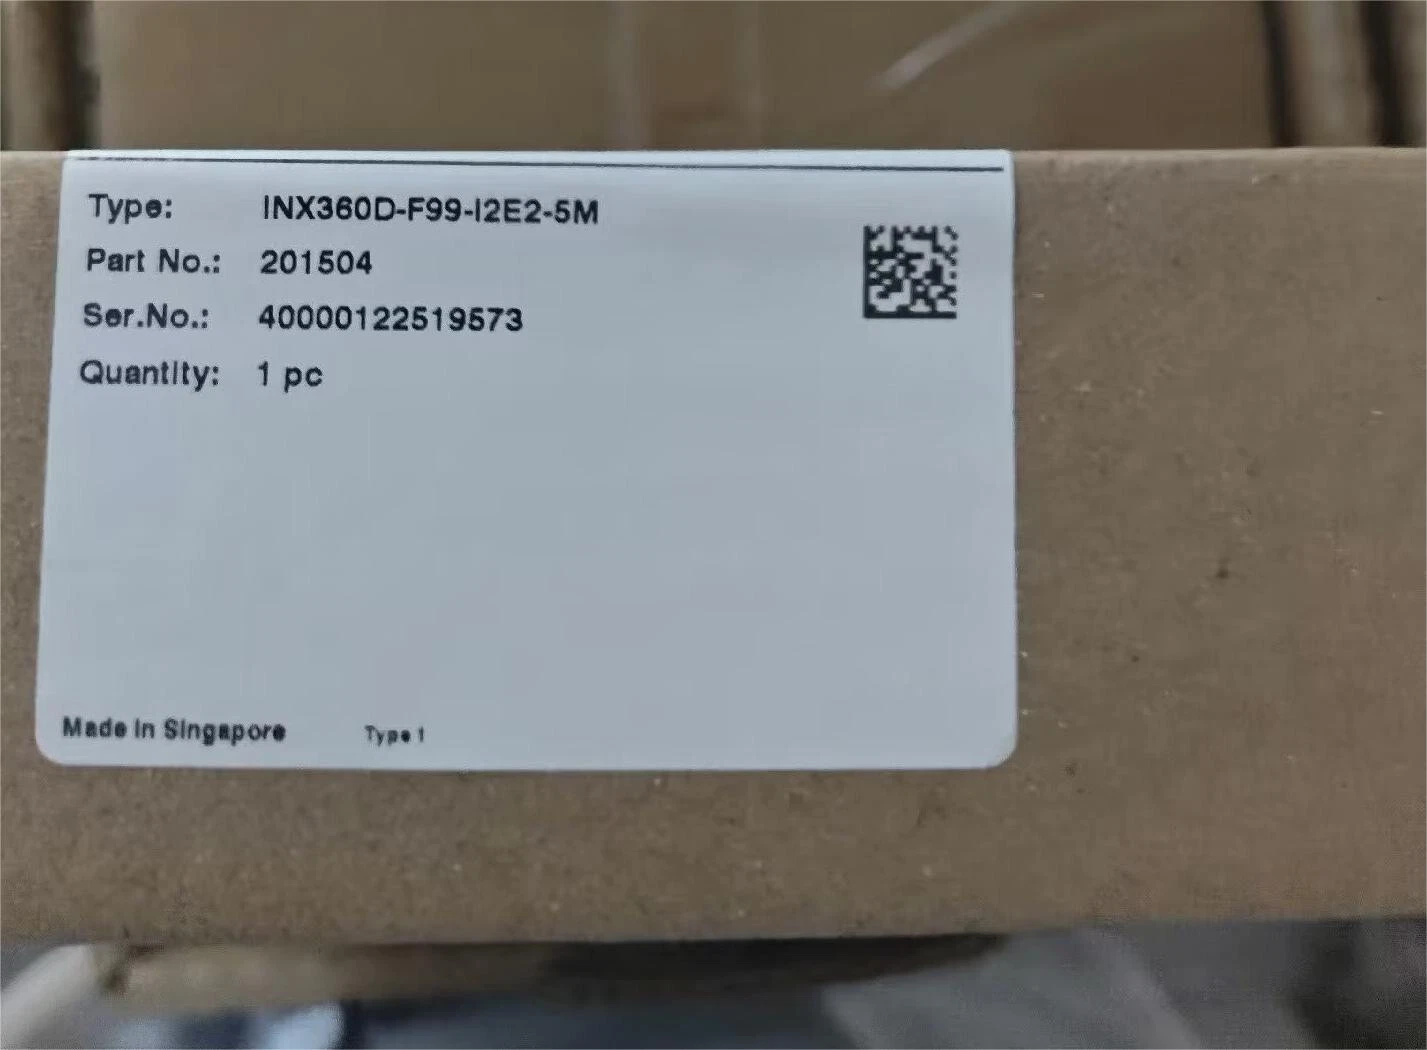 Type: INX360D-F99-I2E2-5M
Part No.: 201504
Ser.No.: 40000122519573
Quantity: 1 pc
Made in Singapore Type 1